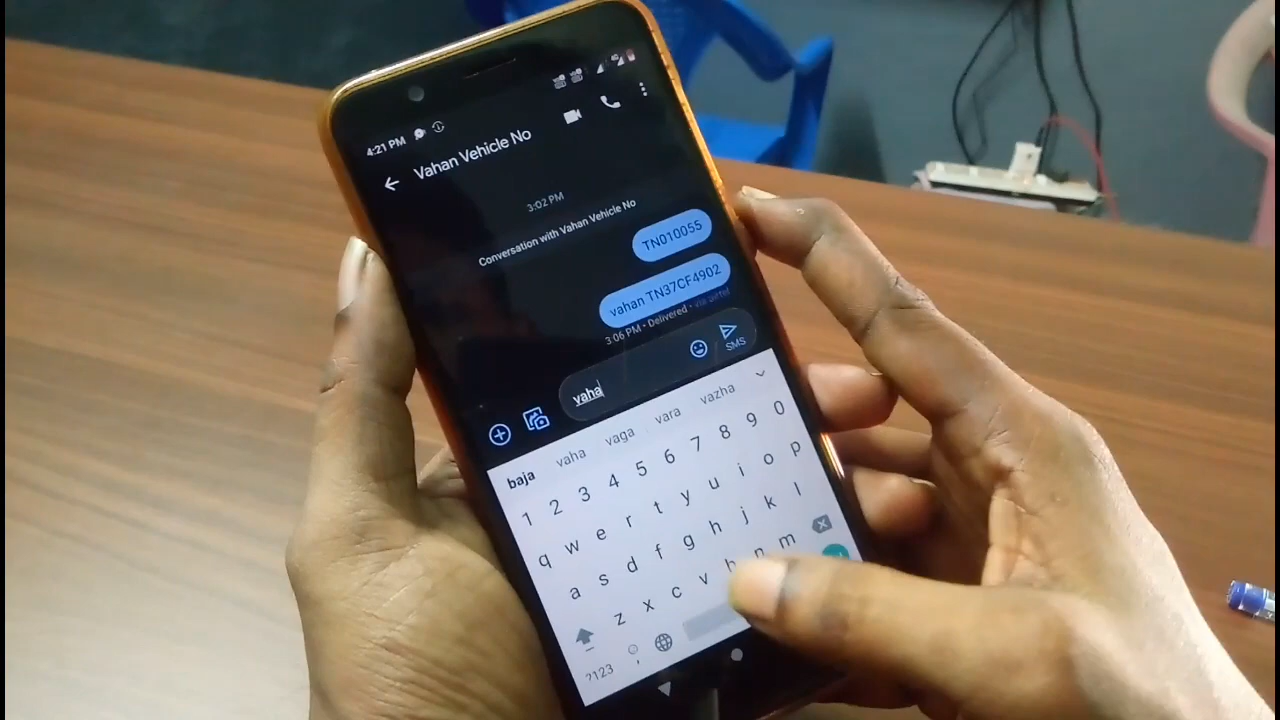 4:21 PM
Vahan Vehicle No
3:02 PM
Conversation with Vahan Vehicle No
TN010055
vahan TN37CF4902
3:06 PM • Delivered • via airtel
vaha
SMS
baja vaha vaga vara vazha
1 2 3 4 5 6 7 8 9 0
q w e r t y u i o p
a s d f g h j k l
z x c v b n m
?123 ,